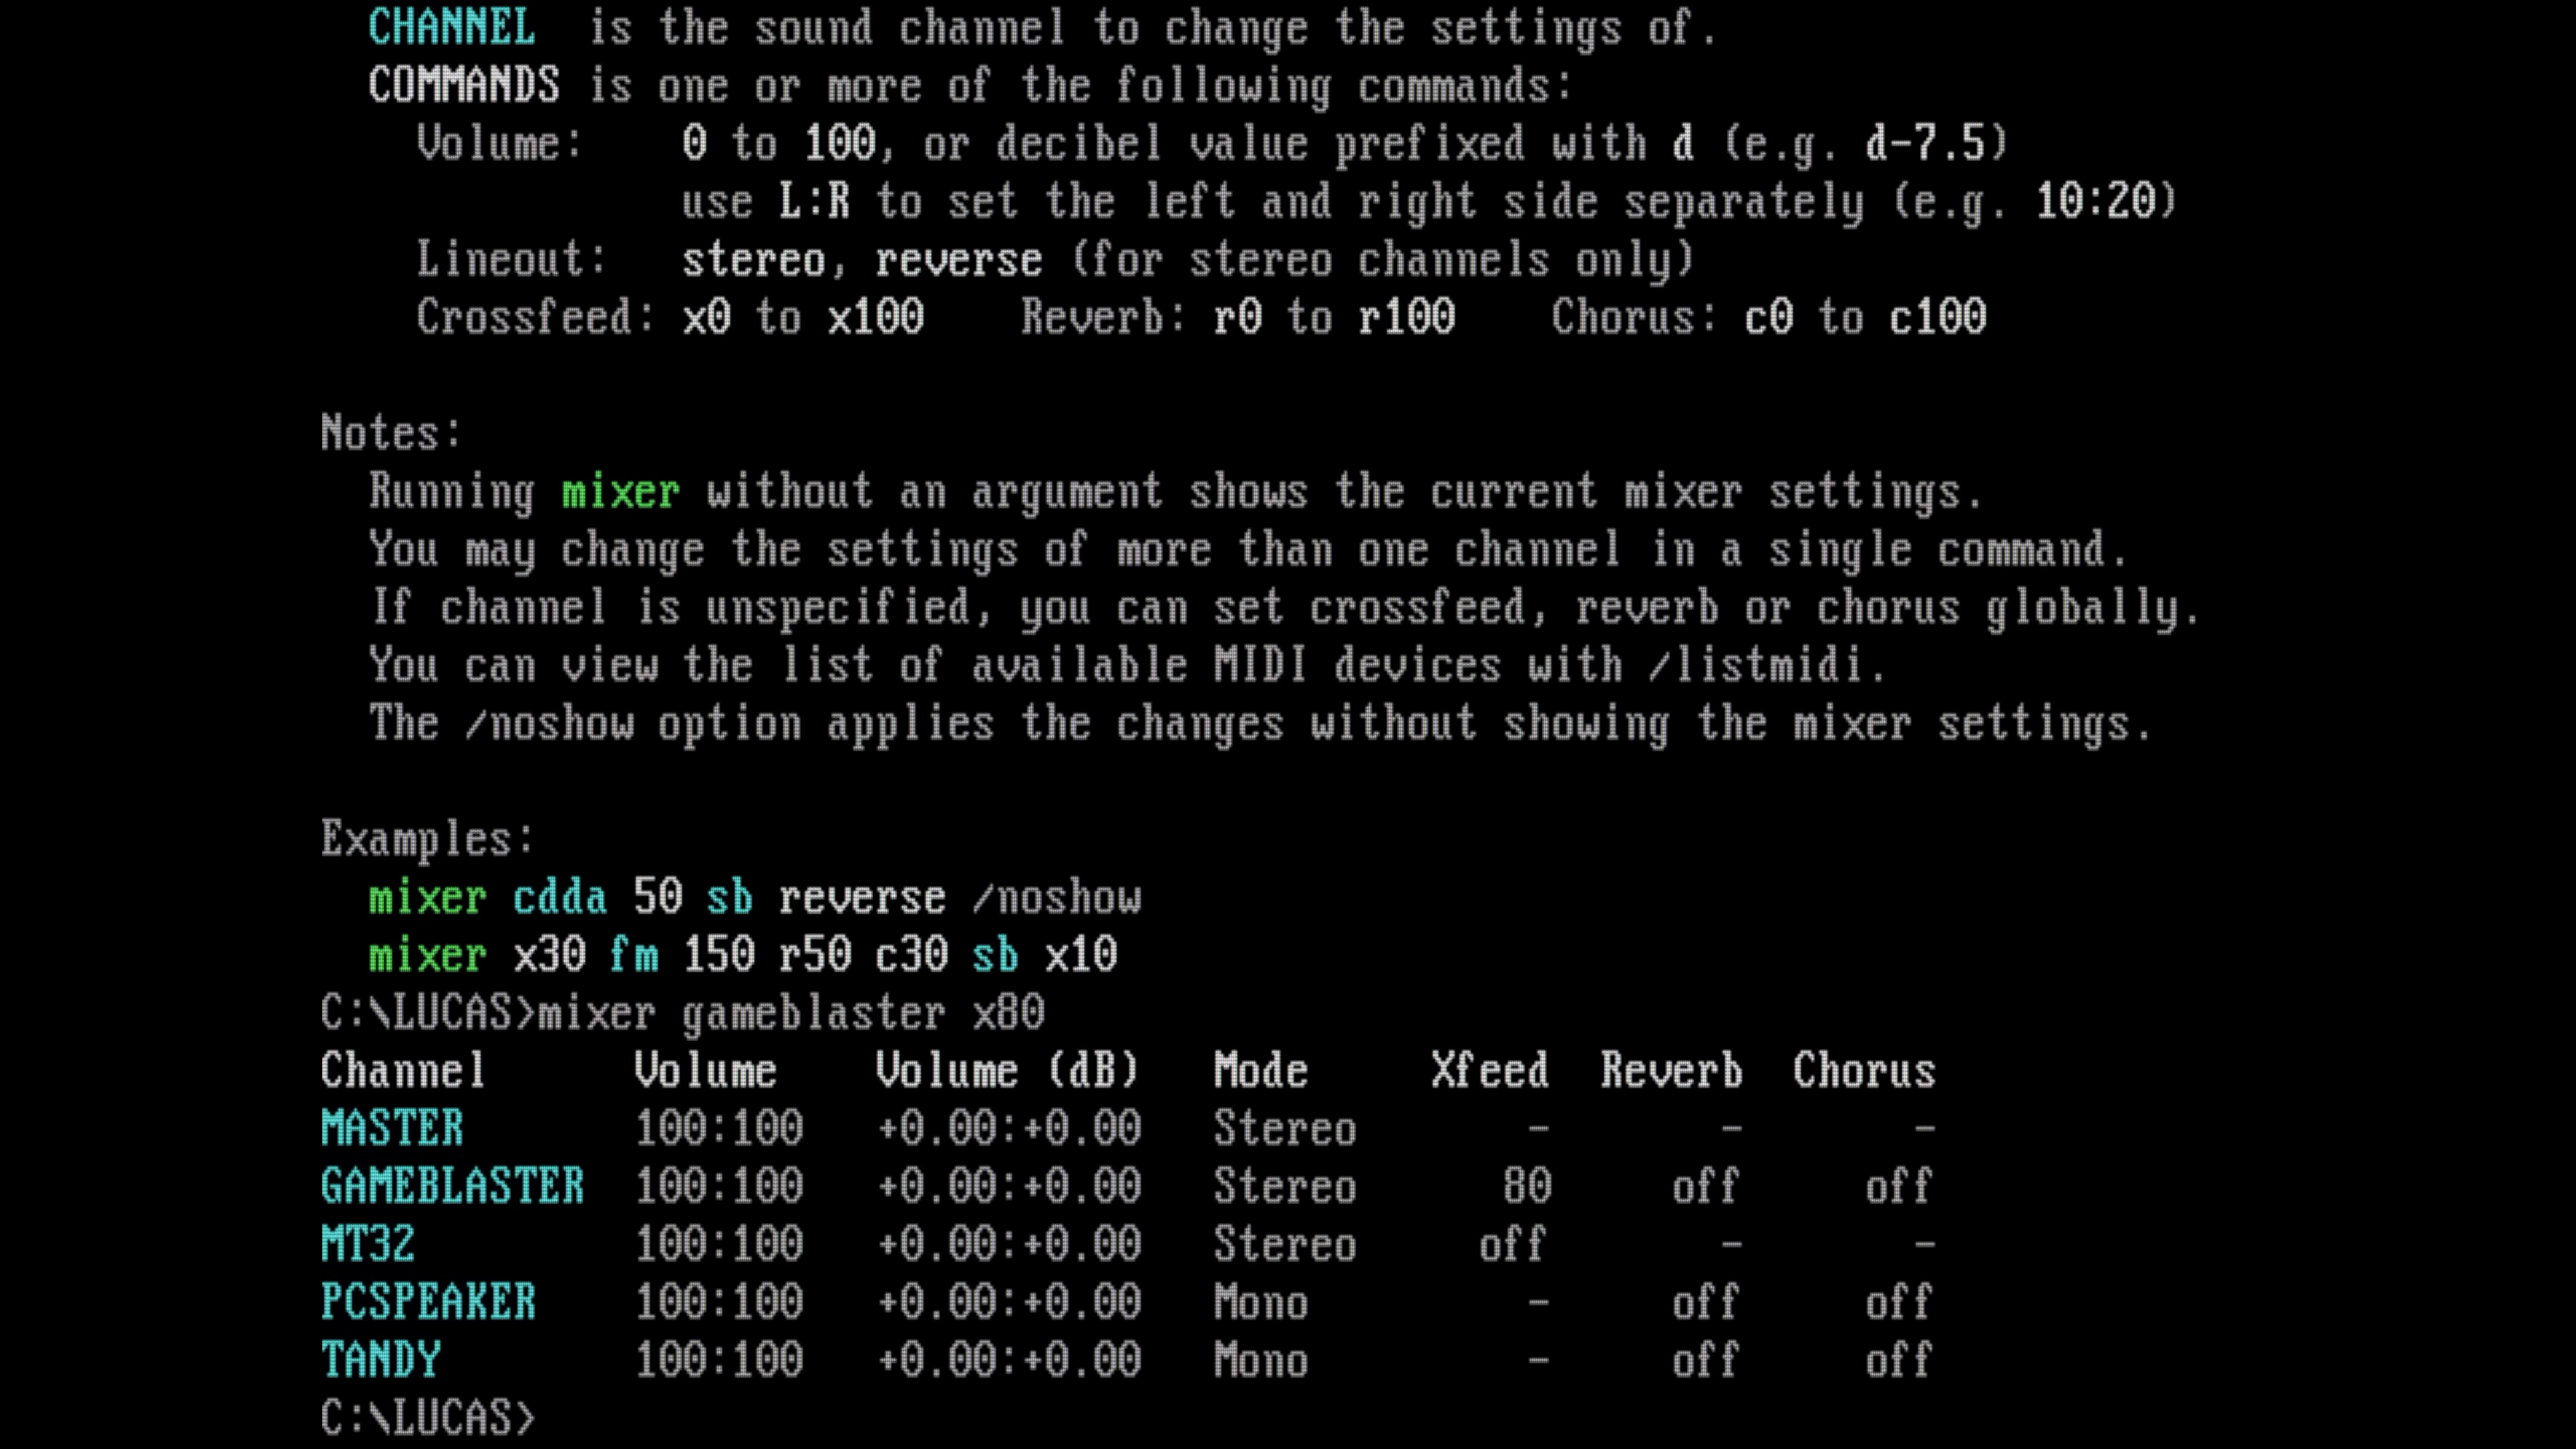 CHANNEL  is the sound channel to change the settings of.
COMMANDS is one or more of the following commands:
Volume:    0 to 100, or decibel value prefixed with d (e.g. d-7.5)
use L:R to set the left and right side separately (e.g. 10:20)
Lineout:   stereo, reverse (for stereo channels only)
Crossfeed: x0 to x100    Reverb: r0 to r100    Chorus: c0 to c100
Notes:
Running mixer without an argument shows the current mixer settings.
You may change the settings of more than one channel in a single command.
If channel is unspecified, you can set crossfeed, reverb or chorus globally.
You can view the list of available MIDI devices with /listmidi.
The /noshow option applies the changes without showing the mixer settings.
Examples:
mixer cdda 50 sb reverse /noshow
mixer x30 fm 150 r50 c30 sb x10
C:\LUCAS>mixer gameblaster x80
Channel      Volume    Volume (dB)   Mode     Xfeed  Reverb  Chorus
MASTER       100:100   +0.00:+0.00   Stereo       -       -       -
GAMEBLASTER  100:100   +0.00:+0.00   Stereo      80     off     off
MT32         100:100   +0.00:+0.00   Stereo     off       -       -
PCSPEAKER    100:100   +0.00:+0.00   Mono         -     off     off
TANDY        100:100   +0.00:+0.00   Mono         -     off     off
C:\LUCAS>